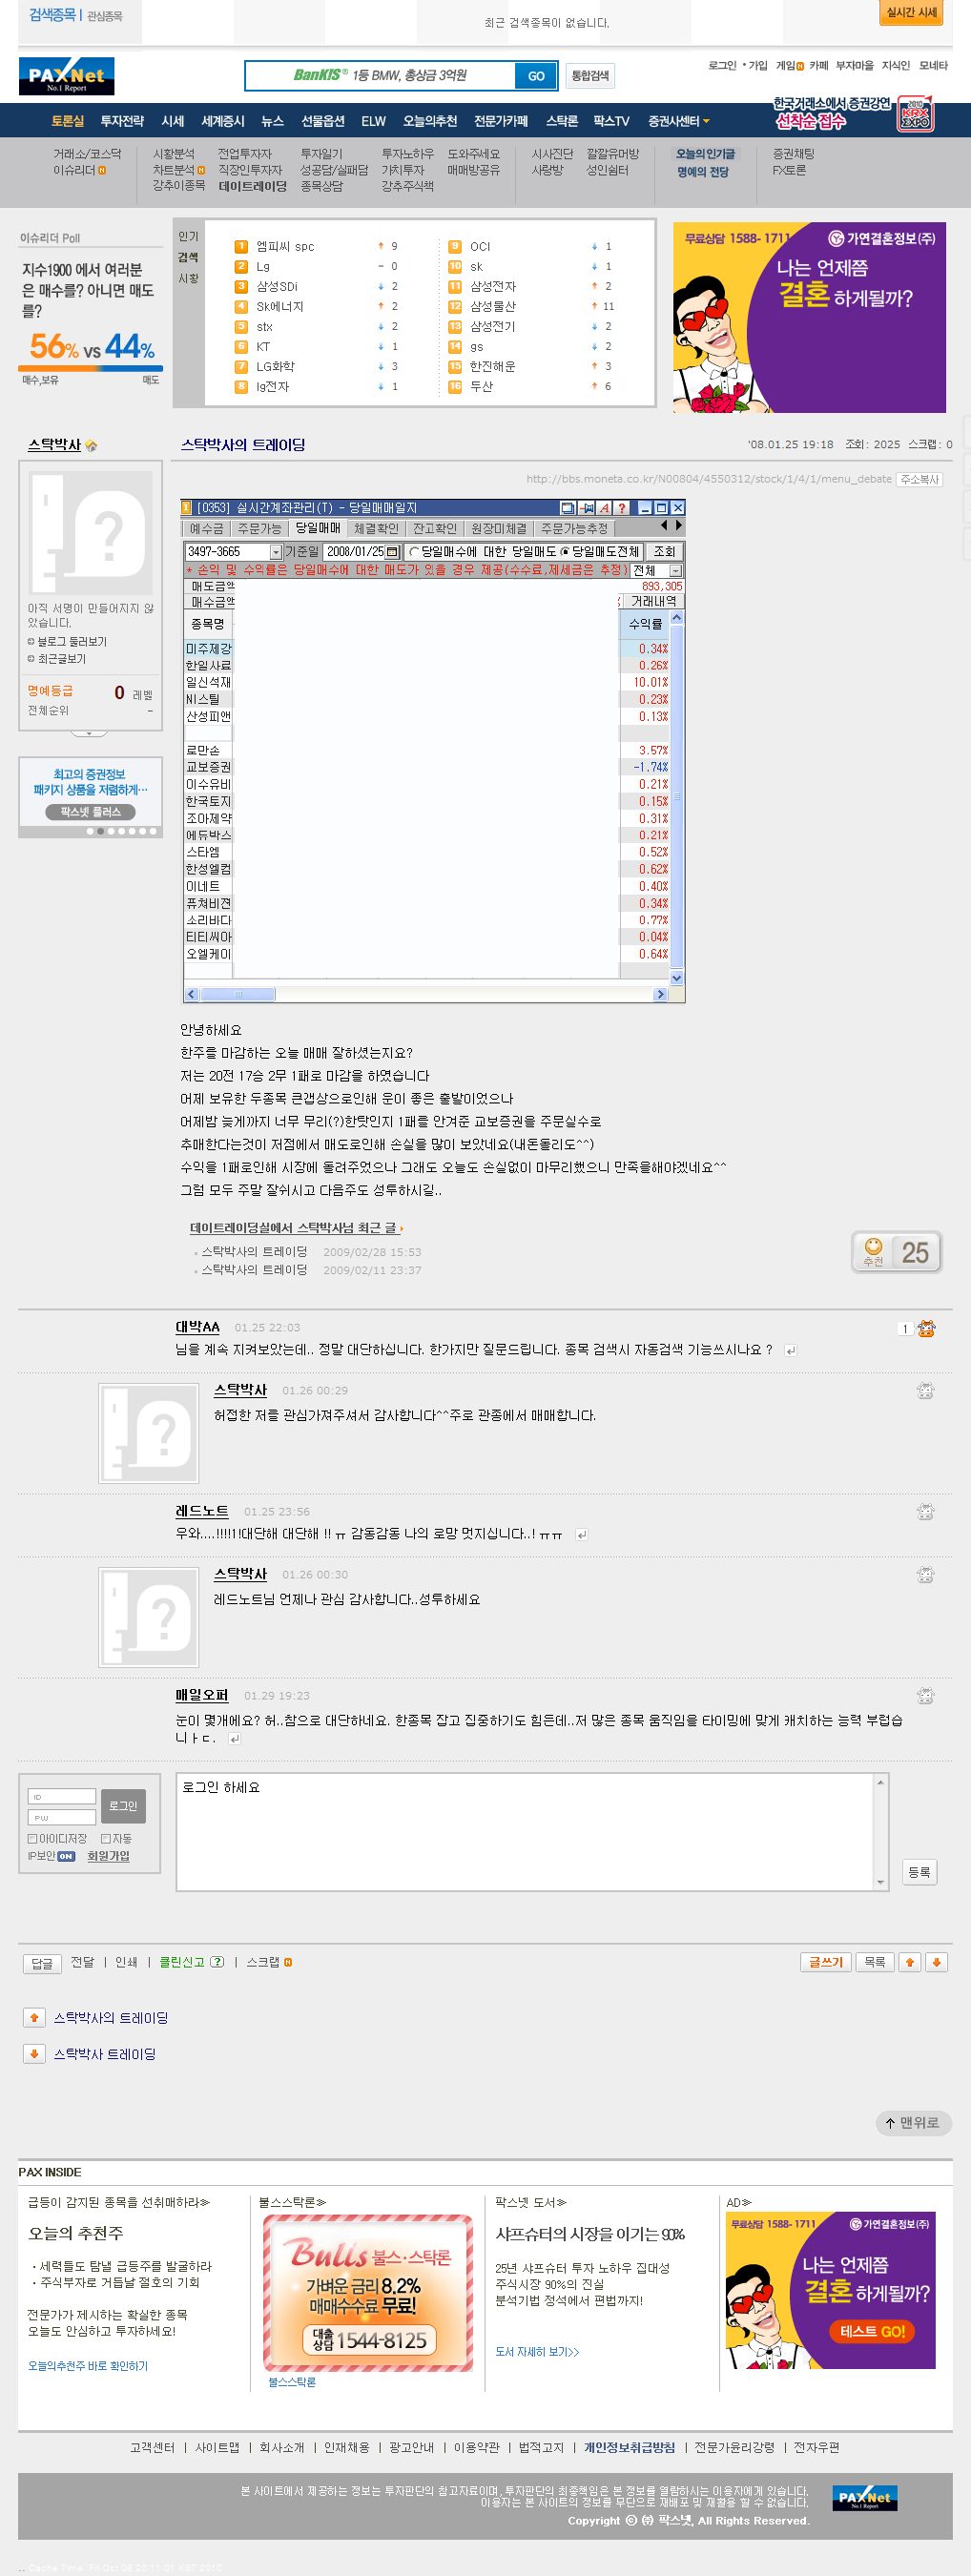 검색종목 | 관심종목
최근 검색종목이 없습니다.
실시간 시세
PAXNet
No.1 Report
BanKIS® 1등 BMW, 총상금 3억원
GO
통합검색
로그인 • 가입 게임 N 카페 부자마을 지식인 모네타
토론실 투자전략 시세 세계증시 뉴스 선물옵션 ELW 오늘의추천 전문가카페 스탁론 팍스TV 증권사센터
한국거래소에서 증권강연
선착순 접수
2010 KRX EXPO
거래소/코스닥 시황분석 전업투자자 투자일기 투자노하우 도와주세요 시사진단 깔깔유머방 오늘의 인기글 증권채팅
이슈리더 N 차트분석 N 직장인투자자 성공담/실패담 가치투자 매매방공유 사랑방 성인쉼터 명예의 전당 FX토론
강추이종목 데이트레이딩 종목상담 강추주식책
이슈리더 Poll
지수1900 에서 여러분
은 매수를? 아니면 매도
를?
56% VS 44%
매수,보유 매도
인기
검색
시황
1 엠피씨 spc 9
2 Lg 0
3 삼성SDi 2
4 Sk에너지 2
5 stx 2
6 KT 1
7 LG화학 3
8 lg전자 1
9 OCI 1
10 sk 1
11 삼성전자 2
12 삼성물산 11
13 삼성전기 2
14 gs 2
15 한진해운 3
16 두산 6
무료상담 1588-1711 가연결혼정보(주)
나는 언제쯤
결혼 하게될까?
스탁박사
스탁박사의 트레이딩
'08.01.25 19:18 조회: 2025 스크랩: 0
http://bbs.moneta.co.kr/N00804/4550312/stock/1/4/1/menu_debate 주소복사
아직 서명이 만들어지지 않
았습니다.
블로그 둘러보기
최근글보기
명예등급 0 레벨
전체순위 -
최고의 증권정보
패키지 상품을 저렴하게…
팍스넷 플러스
[0353] 실시간계좌관리(T) - 당일매매일지
예수금 주문가능 당일매매 체결확인 잔고확인 원장미체결 주문가능추정
3497-3665 기준일 2008/01/25 당일매수에 대한 당일매도 당일매도전체 조회
* 손익 및 수익률은 당일매수에 대한 매도가 있을 경우 제공(수수료,제세금은 추정) 전체
매도금액 893,305
매수금액 거래내역
종목명 수익률
미주제강 0.34%
한일사료 0.26%
일신석재 10.01%
NI스틸 0.23%
산성피앤 0.13%
로만손 3.57%
교보증권 -1.74%
이수유비 0.21%
한국토지 0.15%
조아제약 0.31%
에듀박스 0.21%
스타엠 0.52%
한성엘컴 0.62%
이네트 0.40%
퓨쳐비젼 0.34%
소리바다 0.77%
티티씨아 0.04%
오엘케이 0.64%
안녕하세요
한주를 마감하는 오늘 매매 잘하셨는지요?
저는 20전 17승 2무 1패로 마감을 하였습니다
어제 보유한 두종목 큰갭상으로인해 운이 좋은 출발이었으나
어제밤 늦게까지 너무 무리(?)한탓인지 1패를 안겨준 교보증권을 주문실수로
추매한다는것이 저점에서 매도로인해 손실을 많이 보았네요(내돈돌리도^^)
수익을 1패로인해 시장에 돌려주었으나 그래도 오늘도 손실없이 마무리했으니 만족을해야겠네요^^
그럼 모두 주말 잘쉬시고 다음주도 성투하시길..
데이트레이딩실에서 스탁박사님 최근 글
스탁박사의 트레이딩 2009/02/28 15:53
스탁박사의 트레이딩 2009/02/11 23:37
추천 25
대박AA 01.25 22:03 1
님을 계속 지켜보았는데.. 정말 대단하십니다. 한가지만 질문드립니다. 종목 검색시 자동검색 기능쓰시나요 ?
스탁박사 01.26 00:29
허접한 저를 관심가져주셔서 감사합니다^^주로 관종에서 매매합니다.
레드노트 01.25 23:56
우와....!!!!1!대단해 대단해 !! ㅠ 감동감동 나의 로망 멋지십니다..! ㅠㅠ
스탁박사 01.26 00:30
레드노트님 언제나 관심 감사합니다..성투하세요
매일오퍼 01.29 19:23
눈이 몇개에요? 허..참으로 대단하네요. 한종목 잡고 집중하기도 힘든데..저 많은 종목 움직임을 타이밍에 맞게 캐치하는 능력 부럽습
니ㅏㄷ.
ID
PW
로그인
아이디저장 자동
IP보안 ON 회원가입
로그인 하세요
등록
답글 전달 | 인쇄 | 클린신고 ? | 스크랩 N
글쓰기 목록
스탁박사의 트레이딩
스탁박사 트레이딩
맨위로
PAX INSIDE
급등이 감지된 종목을 선취매하라≫
오늘의 추천주
·세력들도 탐낼 급등주를 발굴하라
·주식부자로 거듭날 절호의 기회
전문가가 제시하는 확실한 종목
오늘도 안심하고 투자하세요!
오늘의추천주 바로 확인하기
불스스탁론≫
Bulls 불스·스탁론
가벼운 금리 8.2%
매매수수료 무료!
대출상담 1544-8125
불스스탁론
팍스넷 도서≫
샤프슈터의 시장을 이기는 90%
25년 샤프슈터 투자 노하우 집대성
주식시장 90%의 진실
분석기법 정석에서 편법까지!
도서 자세히 보기>>
AD≫
무료상담 1588-1711 가연결혼정보(주)
나는 언제쯤
결혼 하게될까?
테스트 GO!
고객센터 | 사이트맵 | 회사소개 | 인재채용 | 광고안내 | 이용약관 | 법적고지 | 개인정보취급방침 | 전문가윤리강령 | 전자우편
본 사이트에서 제공하는 정보는 투자판단의 참고자료이며, 투자판단의 최종책임은 본 정보를 열람하시는 이용자에게 있습니다.
이용자는 본 사이트의 정보를 무단으로 재배포 및 재활용 할 수 없습니다.
Copyright ⓒ ㈜ 팍스넷, All Rights Reserved.
PAXNet
No.1 Report